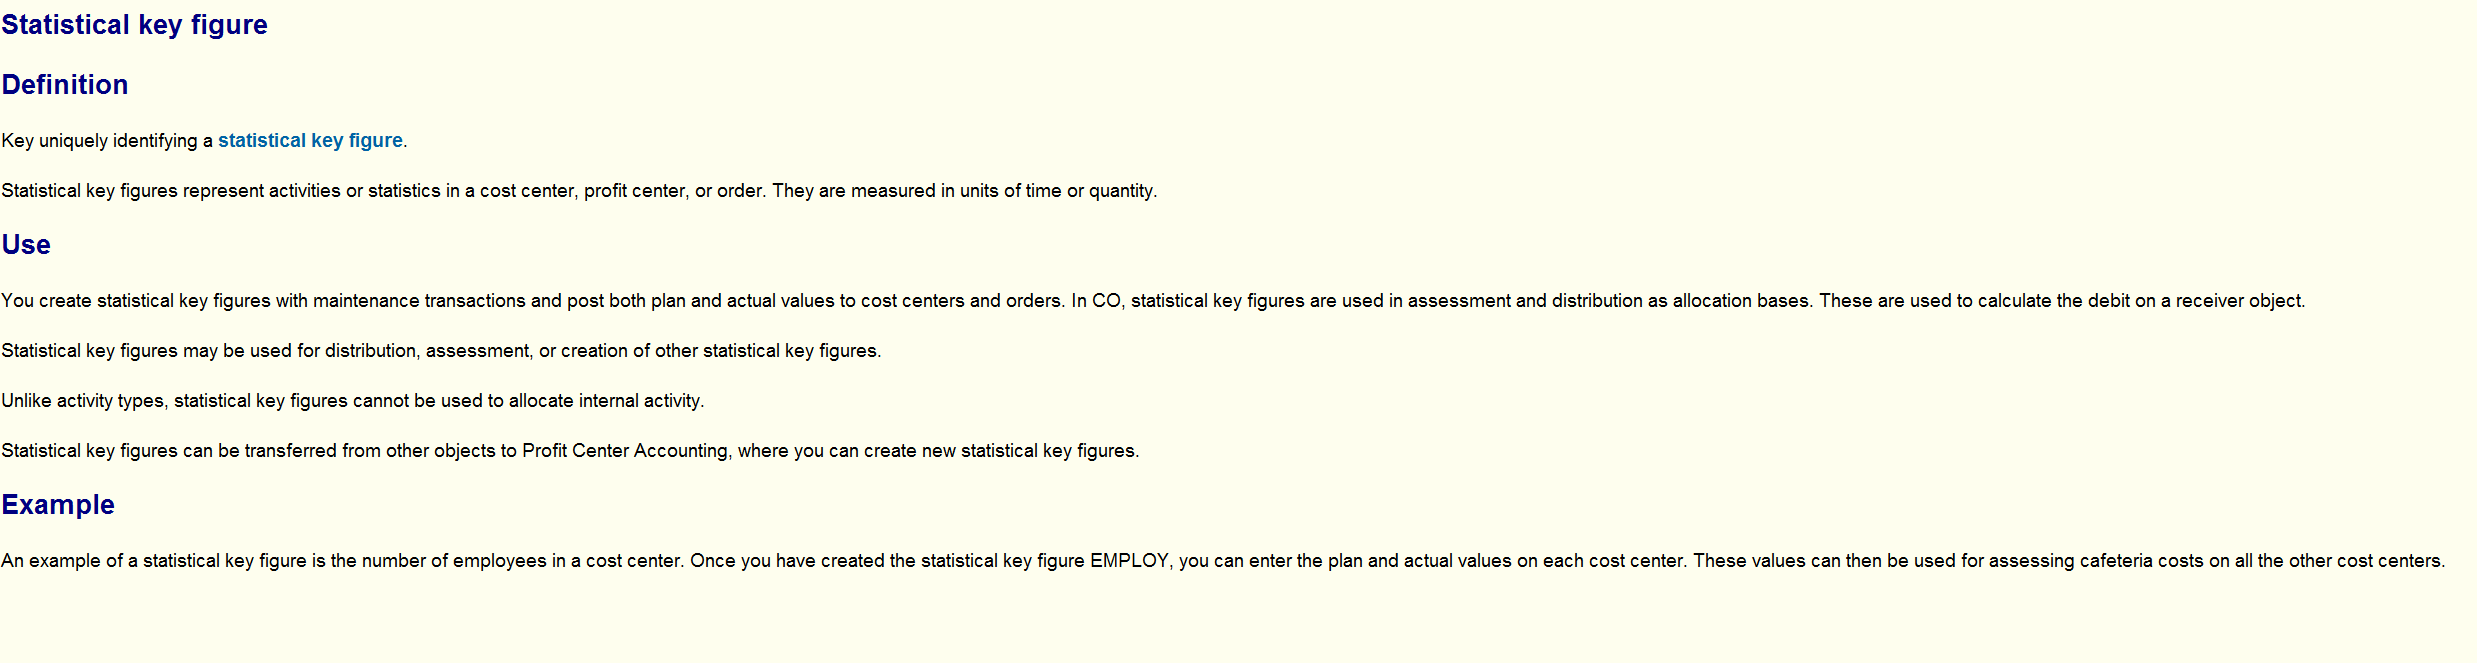 Statistical key figure
Definition
Key uniquely identifying a statistical key figure.
Statistical key figures represent activities or statistics in a cost center, profit center, or order. They are measured in units of time or quantity.
Use
You create statistical key figures with maintenance transactions and post both plan and actual values to cost centers and orders. In CO, statistical key figures are used in assessment and distribution as allocation bases. These are used to calculate the debit on a receiver object.
Statistical key figures may be used for distribution, assessment, or creation of other statistical key figures.
Unlike activity types, statistical key figures cannot be used to allocate internal activity.
Statistical key figures can be transferred from other objects to Profit Center Accounting, where you can create new statistical key figures.
Example
An example of a statistical key figure is the number of employees in a cost center. Once you have created the statistical key figure EMPLOY, you can enter the plan and actual values on each cost center. These values can then be used for assessing cafeteria costs on all the other cost centers.